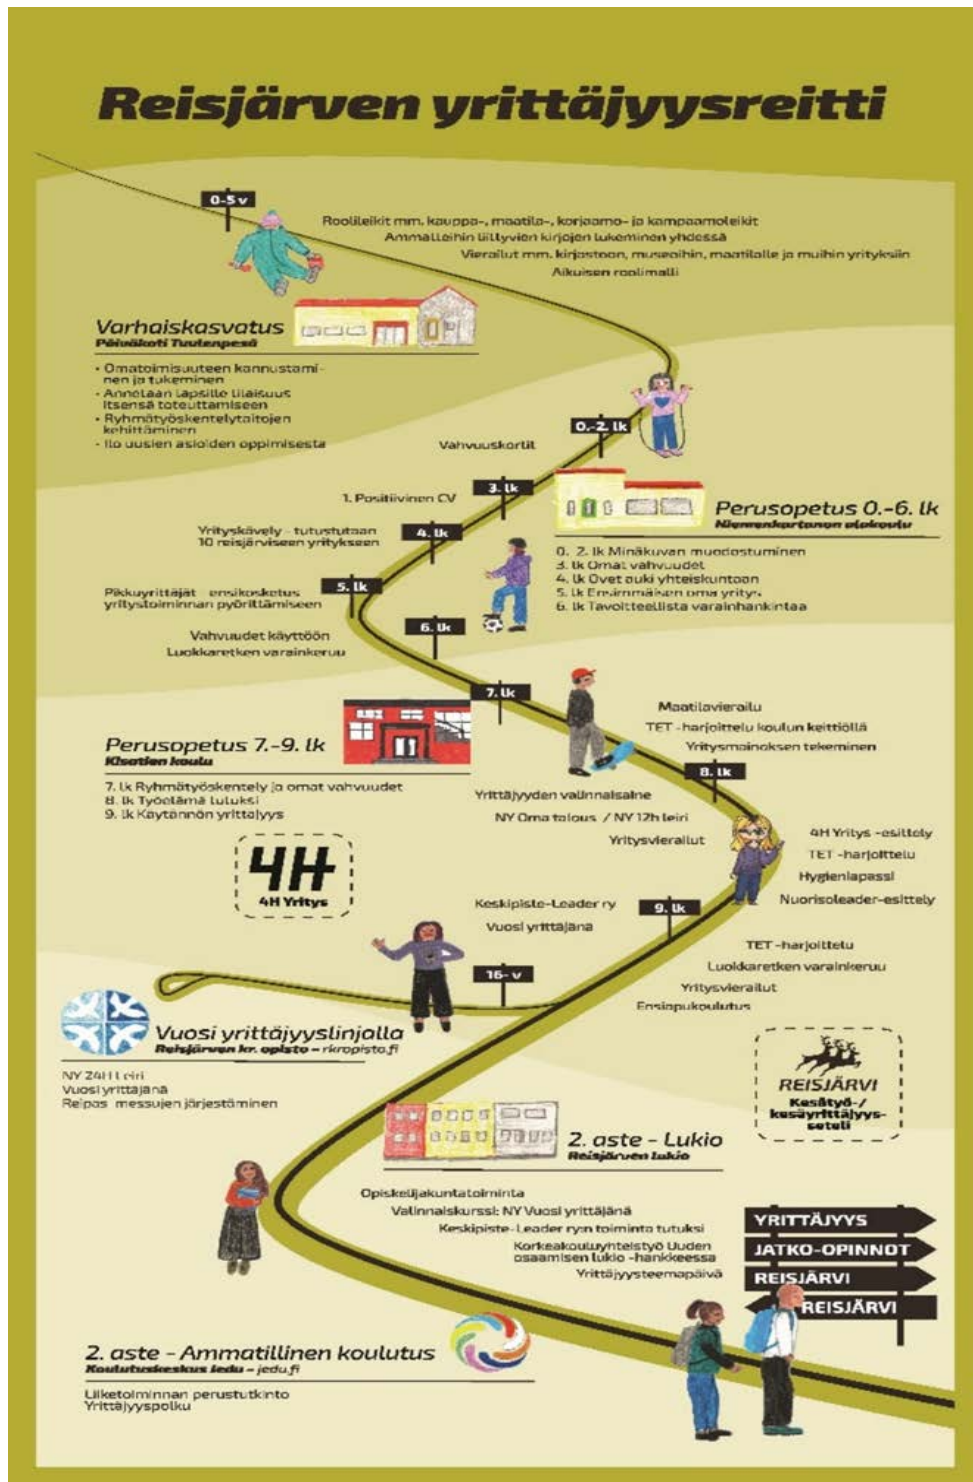 Reisjärven yrittäjyysreitti
0-5 v
Roolileikit mm. kauppa-, maatila-, korjaamo- ja kampaamoleikit
Ammatteihin liittyvien kirjojen lukeminen yhdessä
Vierailut mm. kirjastoon, museoihin, maatilalle ja muihin yrityksiin
Aikuisen roolimalli
Varhaiskasvatus
Päiväkoti Tuulenpesä
• Omatoimisuuteen kannustami-
nen ja tukeminen
• Annetaan lapsille tilaisuus
itsensä toteuttamiseen
• Ryhmätyöskentelytaitojen
kehittäminen
• Ilo uusien asioiden oppimisesta
0.-2. lk
Vahvuuskortit
3. lk
1. Positiivinen CV
4. lk
Yrityskävely - tutustutaan
10 reisjärviseen yritykseen
5. lk
Pikkuyrittäjät - ensikosketus
yritystoiminnan pyörittämiseen
6. lk
Vahvuudet käyttöön
Luokkaretken varainkeruu
Perusopetus 0.-6. lk
Niemenkartanon alakoulu
0. 2. lk Minäkuvan muodostuminen
3. lk Omat vahvuudet
4. lk Ovet auki yhteiskuntaan
5. lk Ensimmäisen oma yritys
6. lk Tavoitteellista varainhankintaa
7. lk
Perusopetus 7.-9. lk
Kisatien koulu
7. lk Ryhmätyöskentely ja omat vahvuudet
8. lk Työelämä tutuksi
9. lk Käytännön yrittäjyys
Maatilavierailu
TET -harjoittelu koulun keittiöllä
Yritysmainoksen tekeminen
8. lk
Yrittäjyyden valinnaisaine
NY Oma talous / NY 12h leiri
Yritysvierailut
4H Yritys -esittely
TET -harjoittelu
Hygieniapassi
Nuorisoleader-esittely
4H
4H Yritys
Keskipiste-Leader ry
Vuosi yrittäjänä
9. lk
TET -harjoittelu
Luokkaretken varainkeruu
Yritysvierailut
Ensiapukoulutus
16- v
Vuosi yrittäjyyslinjalla
Reisjärven kr. opisto – rkropisto.fi
NY 24H Leiri
Vuosi yrittäjänä
Reipas messujen järjestäminen
REISJÄRVI
Kesätyö-/
kesäyrittäjyys-
seteli
2. aste - Lukio
Reisjärven lukio
Opiskelijakuntatoiminta
Valinnaiskurssi: NY Vuosi yrittäjänä
Keskipiste-Leader ry:n toiminta tutuksi
Korkeakouluyhteistyö Uuden
osaamisen lukio -hankkeessa
Yrittäjyysteemapäivä
YRITTÄJYYS
JATKO-OPINNOT
REISJÄRVI
REISJÄRVI
2. aste - Ammatillinen koulutus
Koulutuskeskus Jedu – jedu.fi
Liiketoiminnan perustutkinto
Yrittäjyyspolku